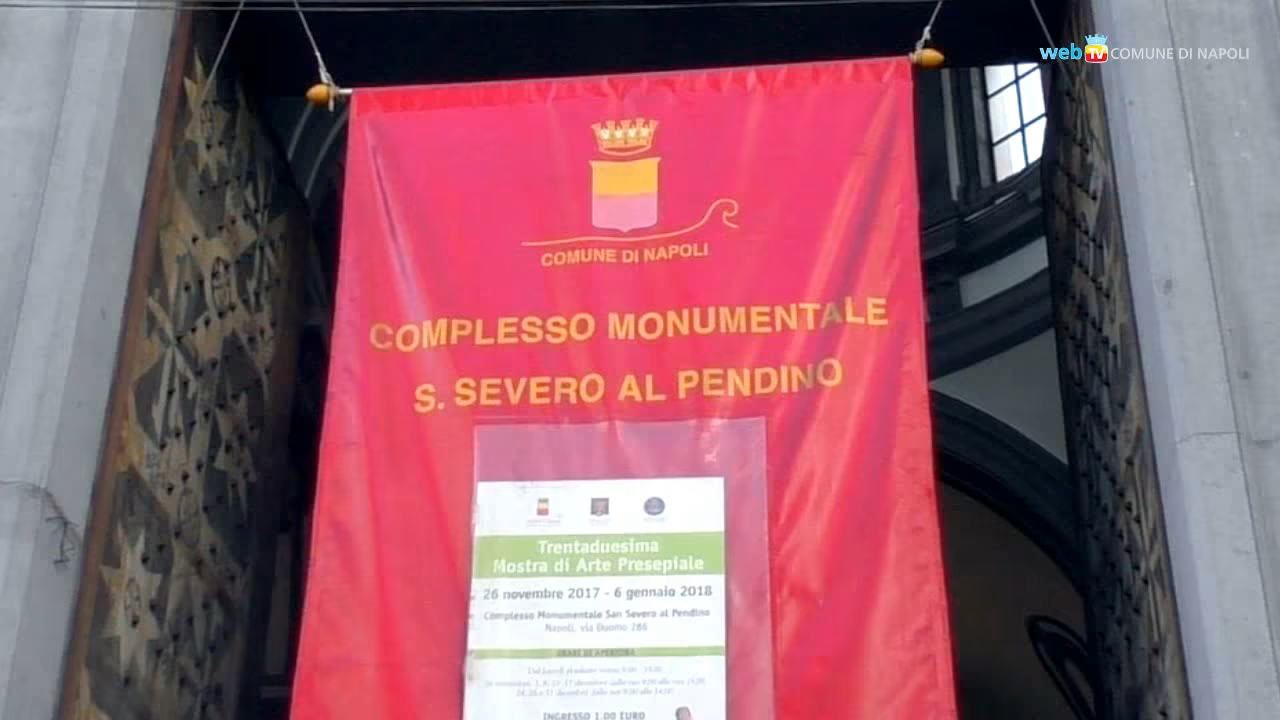 web TV COMUNE DI NAPOLI
COMUNE DI NAPOLI
COMPLESSO MONUMENTALE
S. SEVERO AL PENDINO
Trentaduesima
Mostra di Arte Presepiale
26 novembre 2017 - 6 gennaio 2018
Complesso Monumentale San Severo al Pendino
Napoli, via Duomo 286
ORARI DI APERTURA
INGRESSO 1,00 EURO